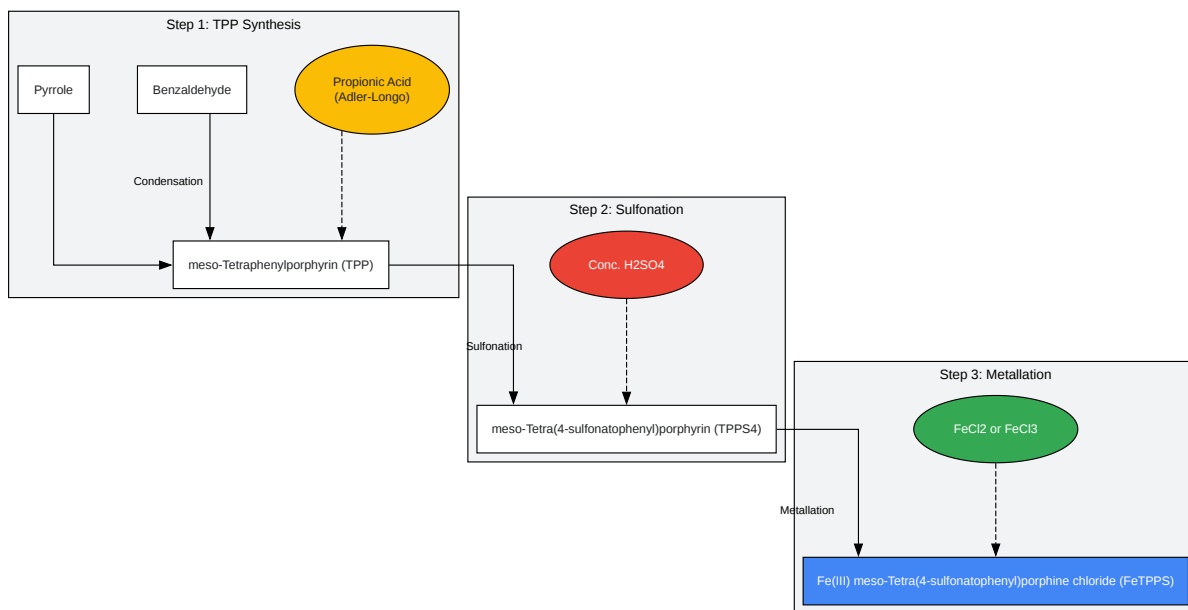 Step 1: TPP Synthesis
Pyrrole
Benzaldehyde
Propionic Acid
(Adler-Longo)
Condensation
meso-Tetraphenylporphyrin (TPP)
Step 2: Sulfonation
Conc. H2SO4
Sulfonation
meso-Tetra(4-sulfonatophenyl)porphyrin (TPPS4)
Step 3: Metallation
FeCl2 or FeCl3
Metallation
Fe(III) meso-Tetra(4-sulfonatophenyl)porphine chloride (FeTPPS)